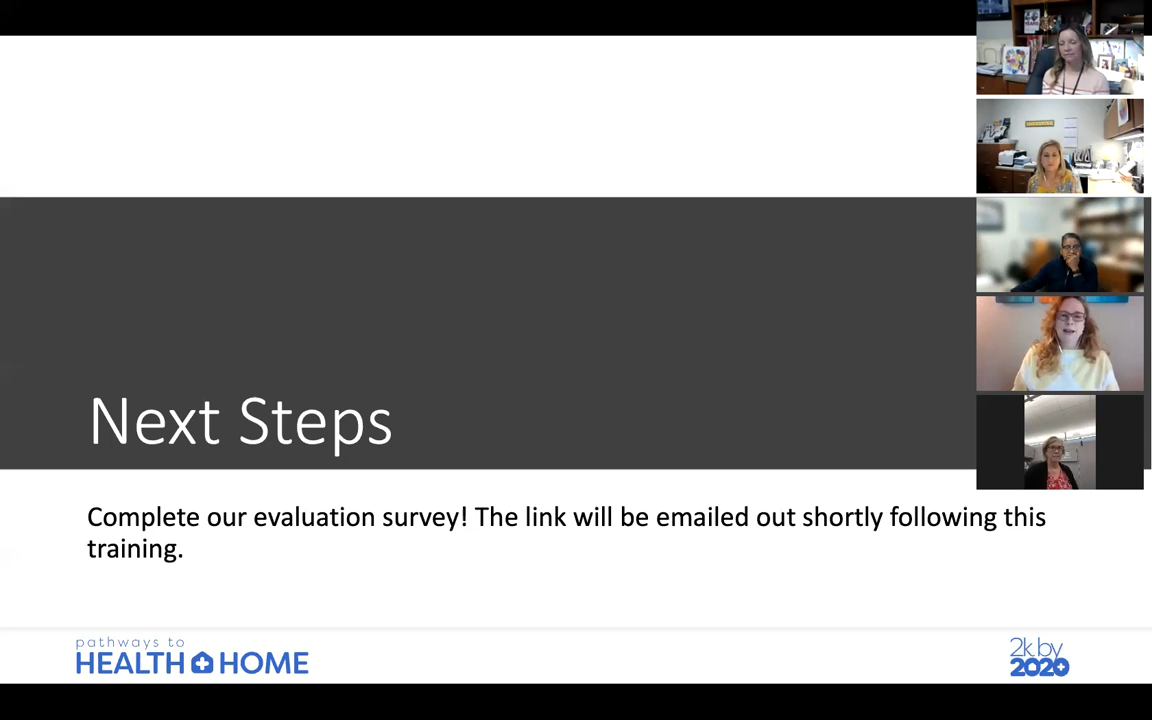 Next Steps
Complete our evaluation survey! The link will be emailed out shortly following this
training.
pathways to
HEALTH HOME
2k by
2020